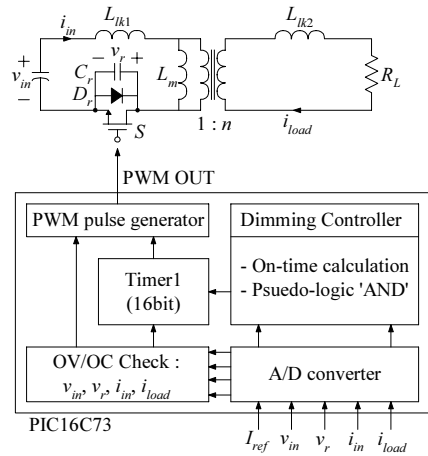 i_in
L_lk1
L_lk2
+
v_in
−
− v_r +
C_r
D_r
L_m
R_L
S
1 : n
i_load
PWM OUT
PWM pulse generator
Dimming Controller
Timer1
(16bit)
- On-time calculation
- Psuedo-logic 'AND'
OV/OC Check :
v_in, v_r, i_in, i_load
A/D converter
PIC16C73
I_ref v_in v_r i_in i_load